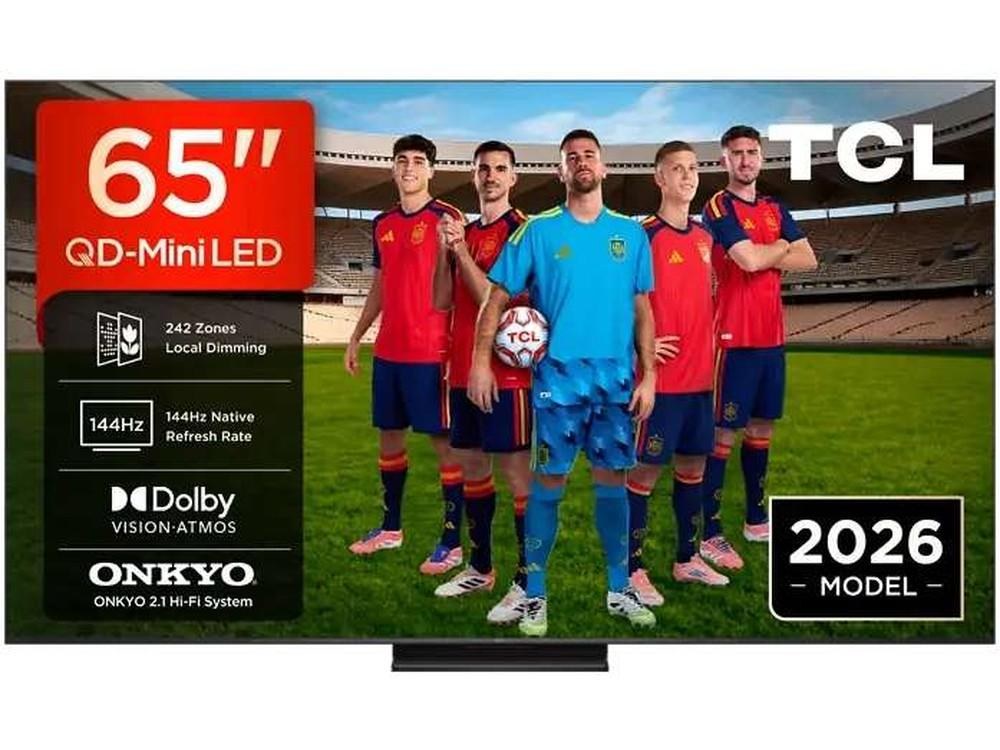 65"
QD-Mini LED
242 Zones
Local Dimming
144Hz
144Hz Native
Refresh Rate
Dolby
VISION·ATMOS
ONKYO
ONKYO 2.1 Hi-Fi System
TCL
TCL
2026
– MODEL –